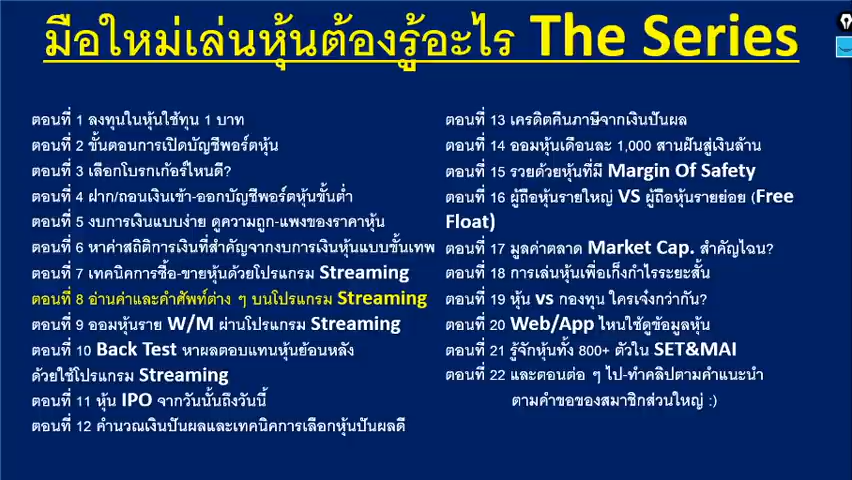 มือใหม่เล่นหุ้นต้องรู้อะไร The Series
ตอนที่ 1 ลงทุนในหุ้นใช้ทุน 1 บาท
ตอนที่ 2 ขั้นตอนการเปิดบัญชีพอร์ตหุ้น
ตอนที่ 3 เลือกโบรกเก้อร์ไหนดี?
ตอนที่ 4 ฝาก/ถอนเงินเข้า-ออกบัญชีพอร์ตหุ้นขั้นต่ำ
ตอนที่ 5 งบการเงินแบบง่าย ดูความถูก-แพงของราคาหุ้น
ตอนที่ 6 หาค่าสถิติการเงินที่สำคัญจากงบการเงินหุ้นแบบขั้นเทพ
ตอนที่ 7 เทคนิคการซื้อ-ขายหุ้นด้วยโปรแกรม Streaming
ตอนที่ 8 อ่านค่าและคำศัพท์ต่าง ๆ บนโปรแกรม Streaming
ตอนที่ 9 ออมหุ้นราย W/M ผ่านโปรแกรม Streaming
ตอนที่ 10 Back Test หาผลตอบแทนหุ้นย้อนหลัง
ด้วยใช้โปรแกรม Streaming
ตอนที่ 11 หุ้น IPO จากวันนั้นถึงวันนี้
ตอนที่ 12 คำนวณเงินปันผลและเทคนิคการเลือกหุ้นปันผลดี
ตอนที่ 13 เครดิตคืนภาษีจากเงินปันผล
ตอนที่ 14 ออมหุ้นเดือนละ 1,000 สานฝันสู่เงินล้าน
ตอนที่ 15 รวยด้วยหุ้นที่มี Margin Of Safety
ตอนที่ 16 ผู้ถือหุ้นรายใหญ่ VS ผู้ถือหุ้นรายย่อย (Free
Float)
ตอนที่ 17 มูลค่าตลาด Market Cap. สำคัญไฉน?
ตอนที่ 18 การเล่นหุ้นเพื่อเก็งกำไรระยะสั้น
ตอนที่ 19 หุ้น vs กองทุน ใครเจ๋งกว่ากัน?
ตอนที่ 20 Web/App ไหนใช้ดูข้อมูลหุ้น
ตอนที่ 21 รู้จักหุ้นทั้ง 800+ ตัวใน SET&MAI
ตอนที่ 22 และตอนต่อ ๆ ไป-ทำคลิปตามคำแนะนำ
ตามคำขอของสมาชิกส่วนใหญ่ :)